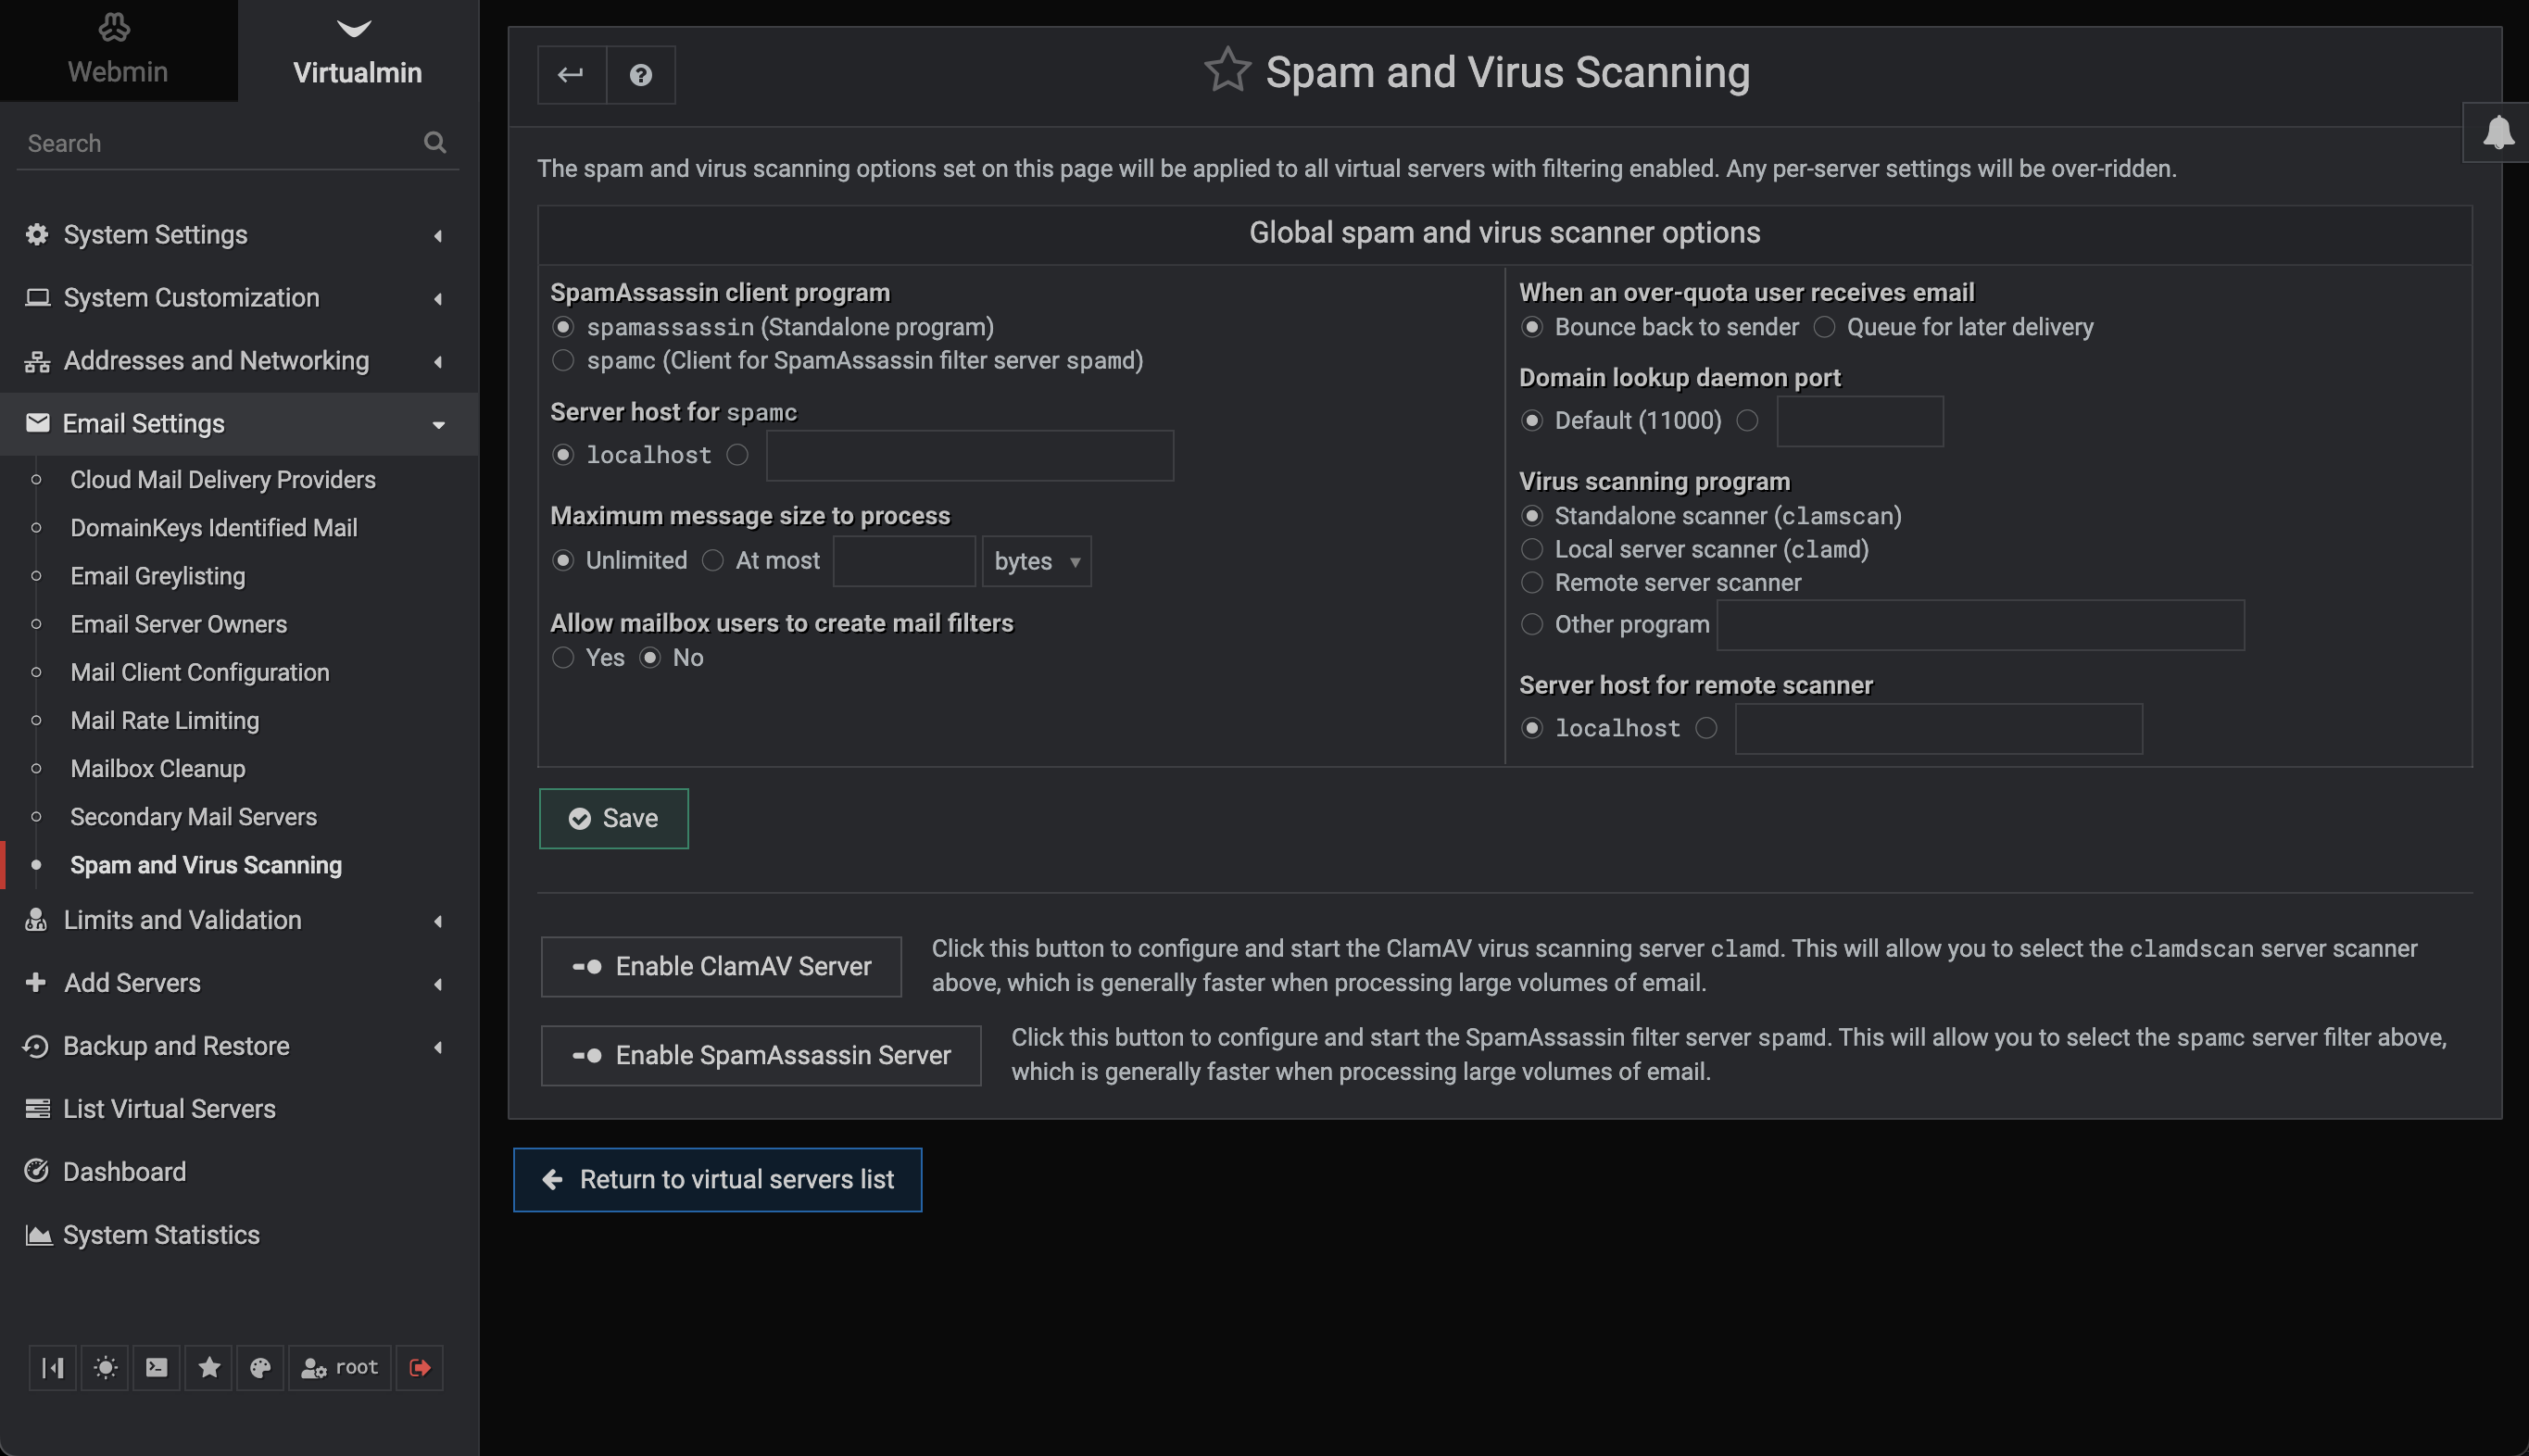 Webmin
Virtualmin
Search
System Settings
System Customization
Addresses and Networking
Email Settings
Cloud Mail Delivery Providers
DomainKeys Identified Mail
Email Greylisting
Email Server Owners
Mail Client Configuration
Mail Rate Limiting
Mailbox Cleanup
Secondary Mail Servers
Spam and Virus Scanning
Limits and Validation
Add Servers
Backup and Restore
List Virtual Servers
Dashboard
System Statistics
root
Spam and Virus Scanning
The spam and virus scanning options set on this page will be applied to all virtual servers with filtering enabled. Any per-server settings will be over-ridden.
Global spam and virus scanner options
SpamAssassin client program
spamassassin (Standalone program)
spamc (Client for SpamAssassin filter server spamd)
Server host for spamc
localhost
Maximum message size to process
Unlimited At most bytes
Allow mailbox users to create mail filters
Yes No
When an over-quota user receives email
Bounce back to sender Queue for later delivery
Domain lookup daemon port
Default (11000)
Virus scanning program
Standalone scanner (clamscan)
Local server scanner (clamd)
Remote server scanner
Other program
Server host for remote scanner
localhost
Save
Enable ClamAV Server
Click this button to configure and start the ClamAV virus scanning server clamd. This will allow you to select the clamdscan server scanner
above, which is generally faster when processing large volumes of email.
Enable SpamAssassin Server
Click this button to configure and start the SpamAssassin filter server spamd. This will allow you to select the spamc server filter above,
which is generally faster when processing large volumes of email.
Return to virtual servers list